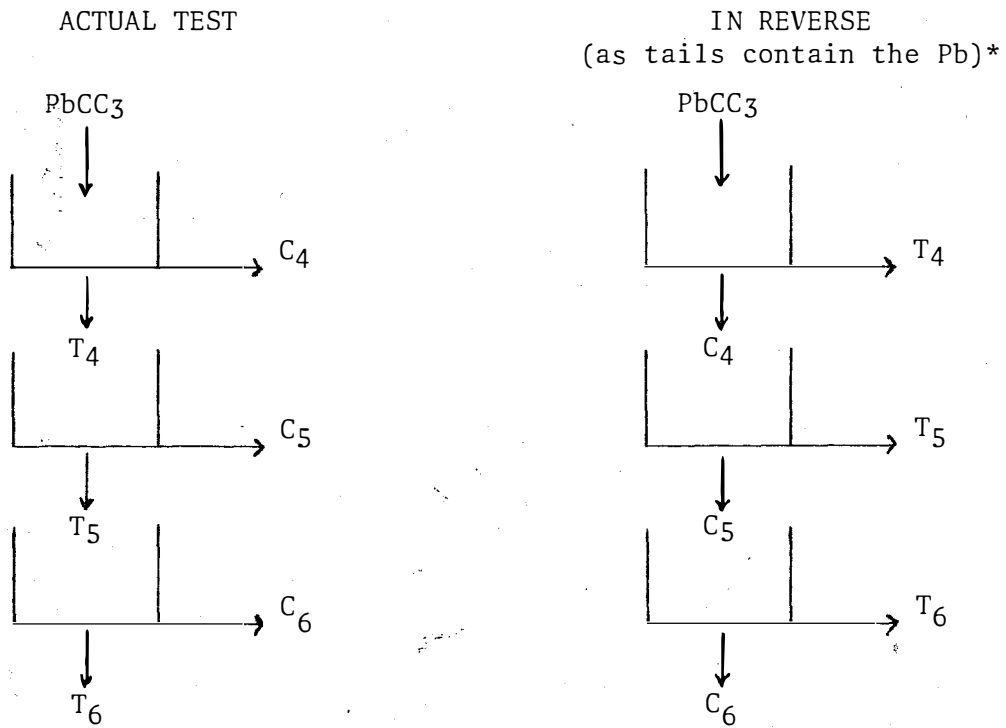 ACTUAL TEST
PbCC3
C4
T4
C5
T5
C6
T6
IN REVERSE
(as tails contain the Pb)*
PbCC3
T4
C4
T5
C5
T6
C6